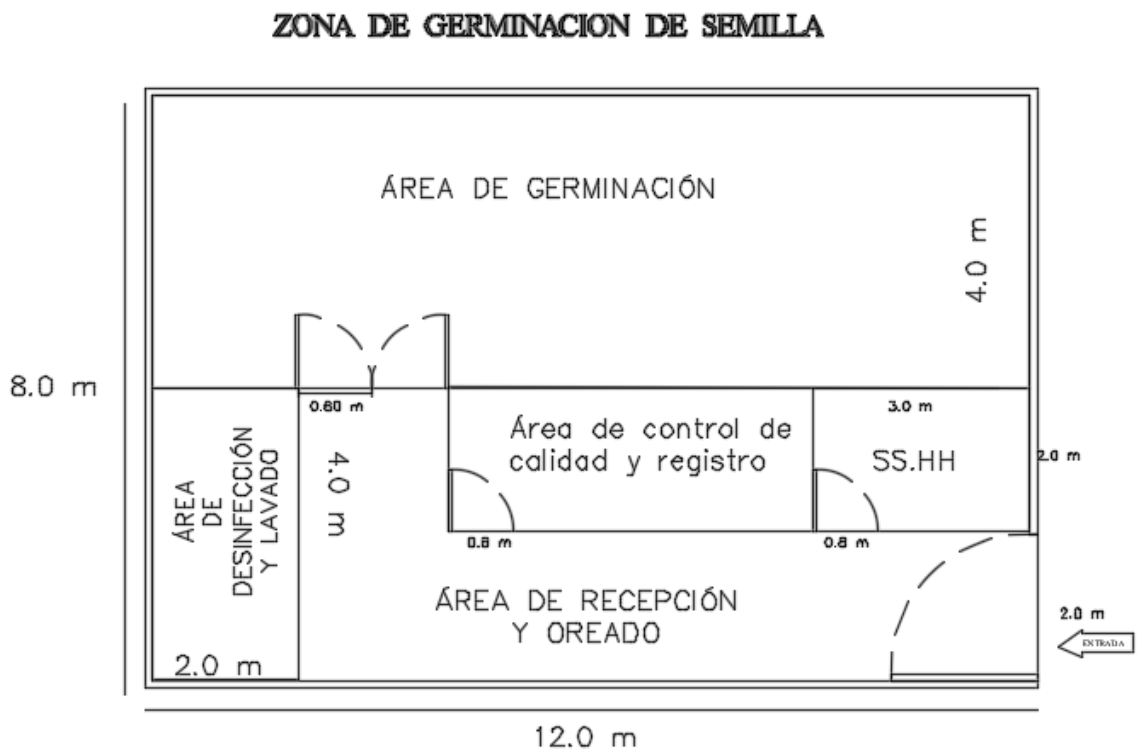 ZONA DE GERMINACION DE SEMILLA
ÁREA DE GERMINACIÓN
4.0 m
8.0 m
0.60 m
3.0 m
Área de control de
calidad y registro
SS.HH
2.0 m
4.0 m
ÁREA
DE
DESINFECCIÓN
Y LAVADO
0.8 m
0.8 m
ÁREA DE RECEPCIÓN
Y OREADO
2.0 m
ENTRADA
2.0 m
12.0 m